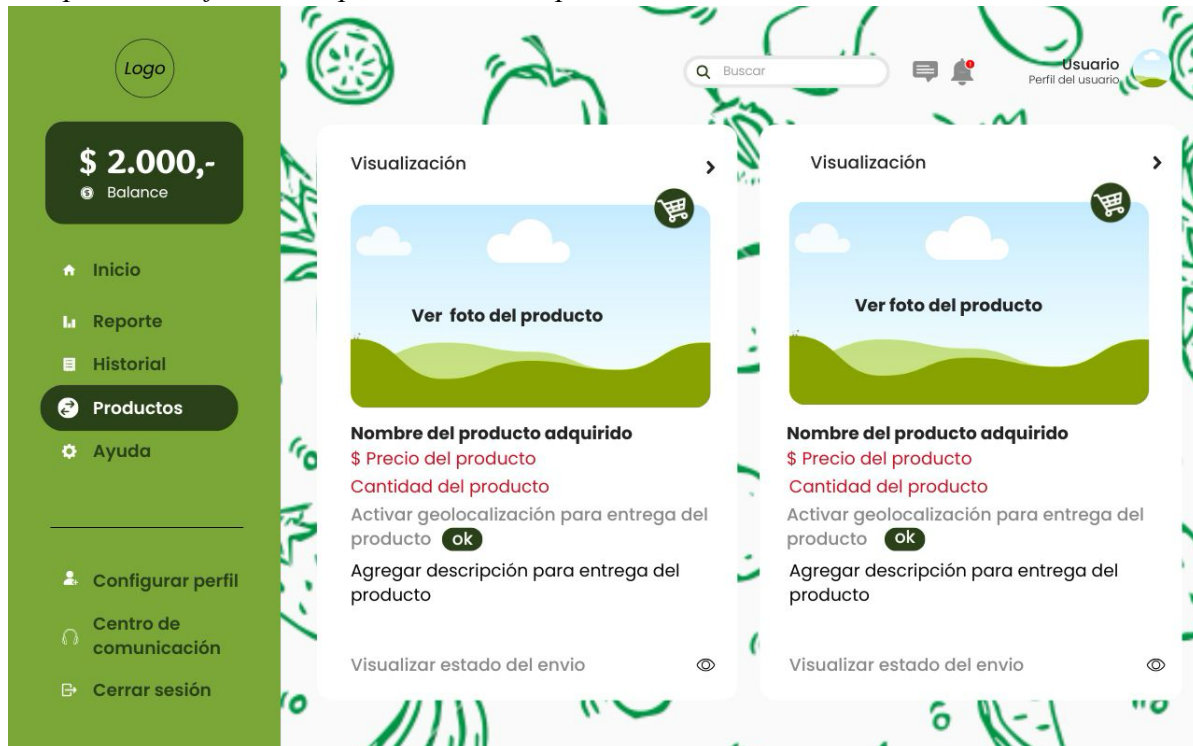 Logo
$ 2.000,-
Balance
Inicio
Reporte
Historial
Productos
Ayuda
Configurar perfil
Centro de
comunicación
Cerrar sesión
Buscar
Usuario
Perfil del usuario
Visualización
Ver foto del producto
Nombre del producto adquirido
$ Precio del producto
Cantidad del producto
Activar geolocalización para entrega del
producto ok
Agregar descripción para entrega del
producto
Visualizar estado del envio
Visualización
Ver foto del producto
Nombre del producto adquirido
$ Precio del producto
Cantidad del producto
Activar geolocalización para entrega del
producto ok
Agregar descripción para entrega del
producto
Visualizar estado del envio